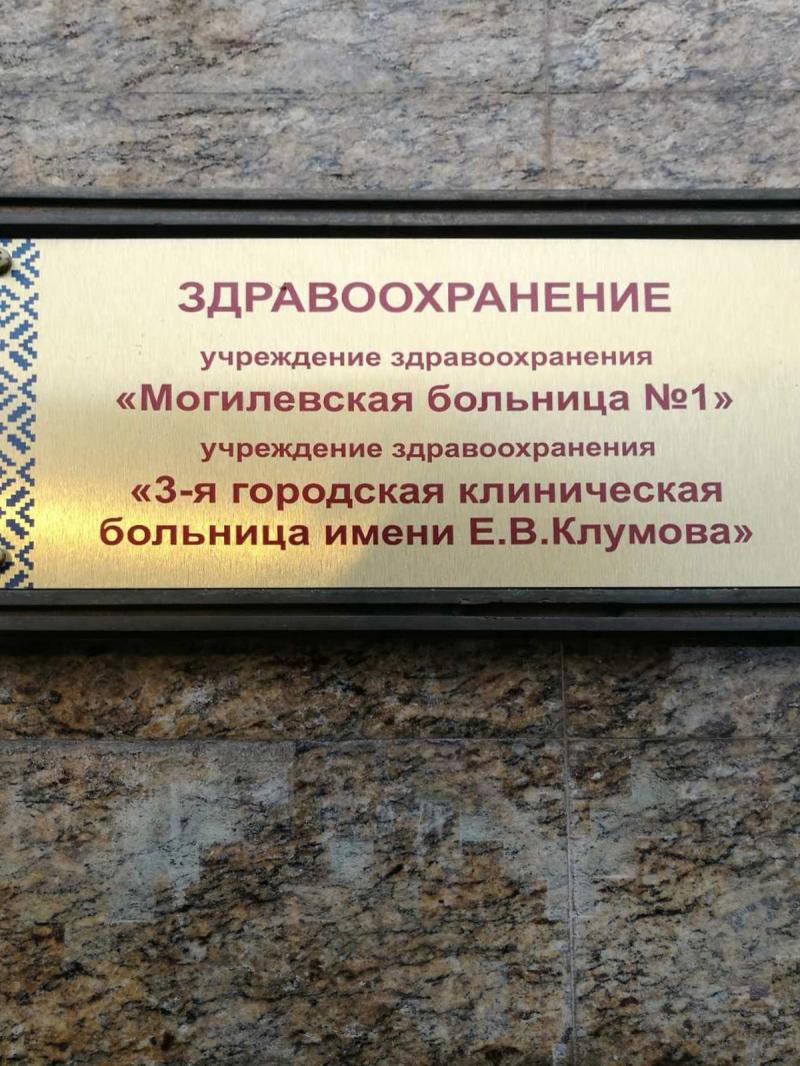 ЗДРАВООХРАНЕНИЕ
учреждение здравоохранения
«Могилевская больница №1»
учреждение здравоохранения
«3-я городская клиническая
больница имени Е.В.Клумова»